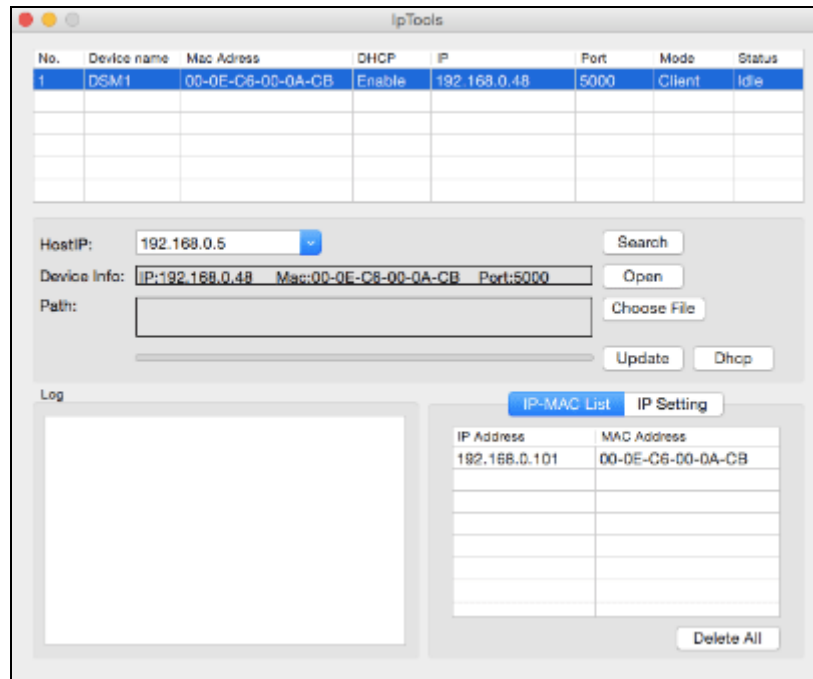 IpTools
No. Device name Mac Adress DHCP IP Port Mode Status
1 DSM1 00-0E-C6-00-0A-CB Enable 192.168.0.48 5000 Client Idle
HostIP: 192.168.0.5 Search
Device Info: IP:192.168.0.48 Mac:00-0E-C6-00-0A-CB Port:5000 Open
Path: Choose File
Update Dhcp
Log IP-MAC List IP Setting
IP Address MAC Address
192.168.0.101 00-0E-C6-00-0A-CB
Delete All